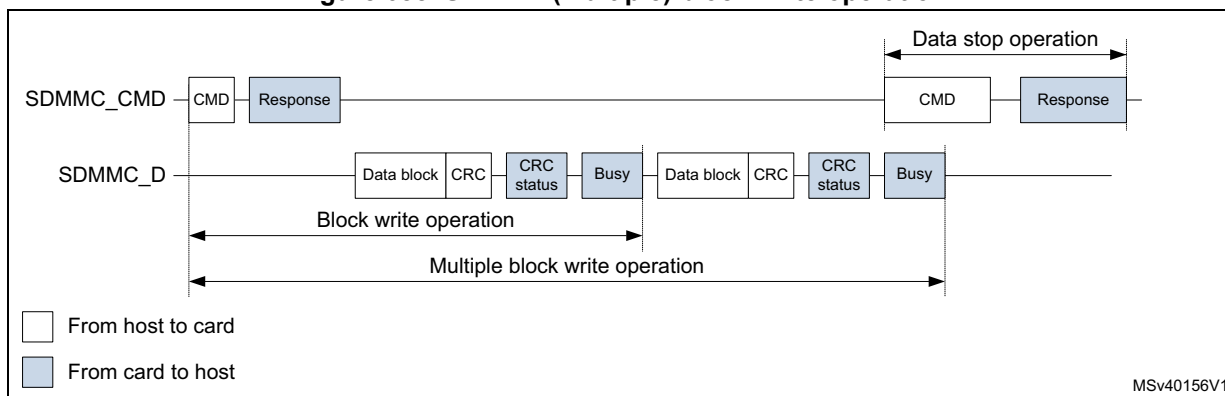 Data stop operation
SDMMC_CMD CMD Response CMD Response
SDMMC_D Data block CRC CRC status Busy Data block CRC CRC status Busy
Block write operation
Multiple block write operation
From host to card
From card to host
MSv40156V1